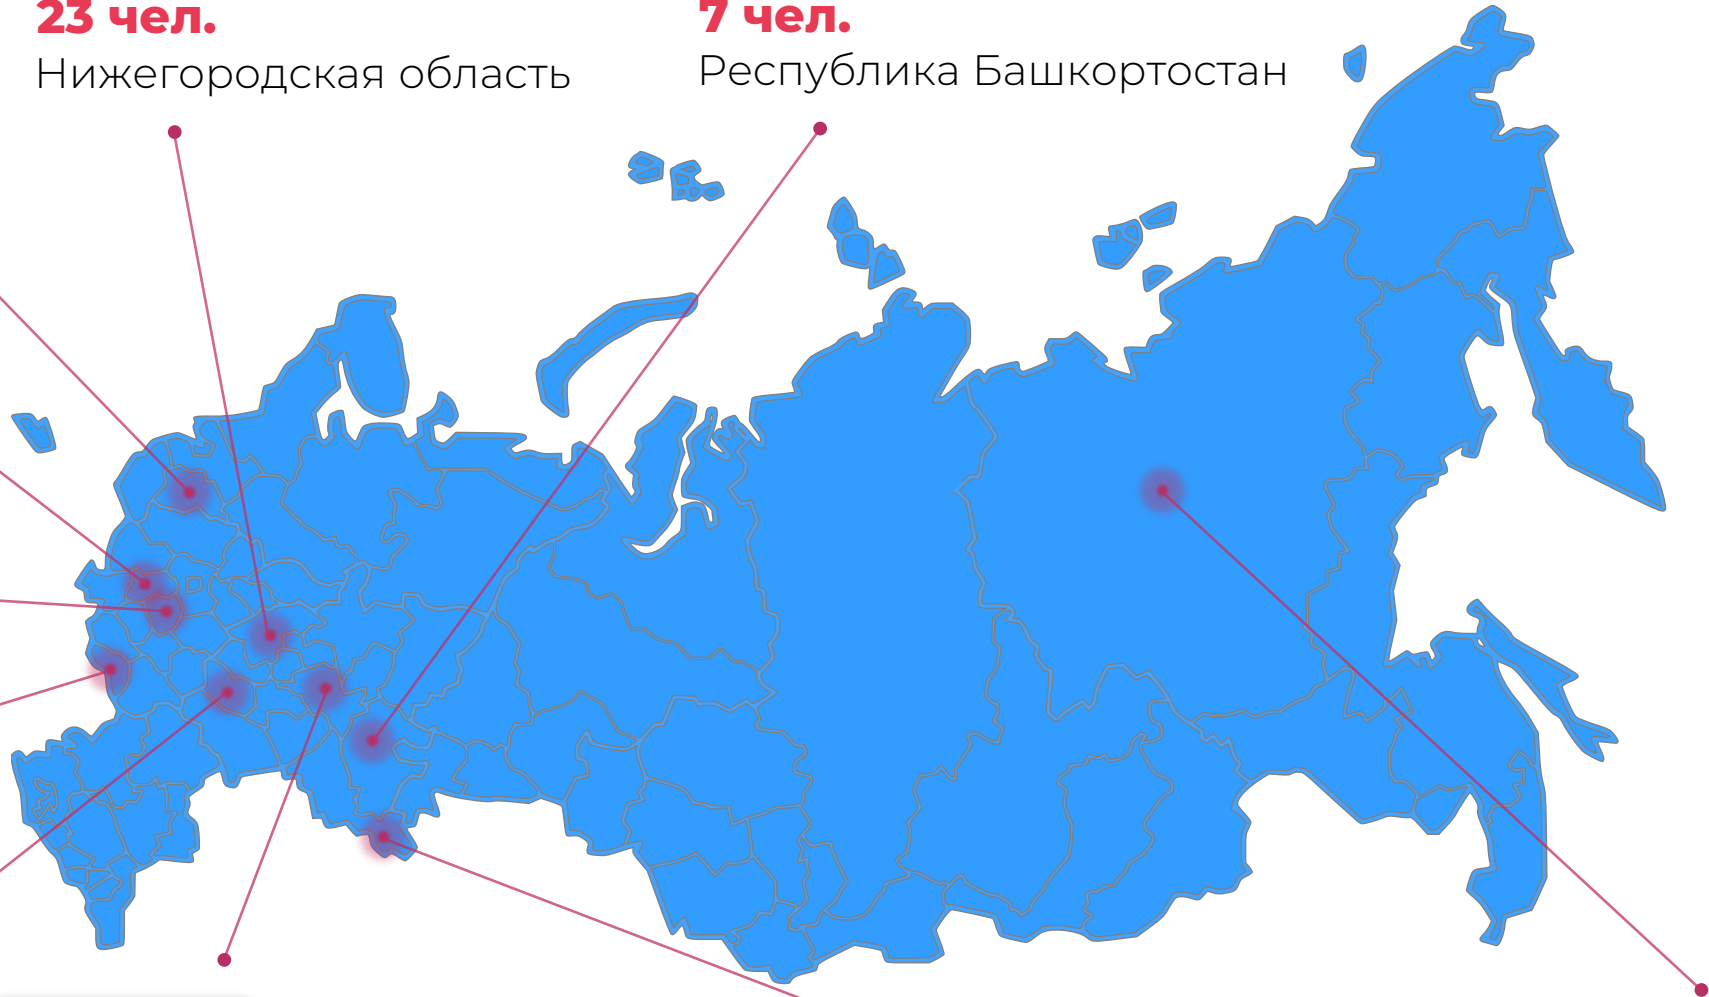 23 чел.
Нижегородская область
7 чел.
Республика Башкортостан